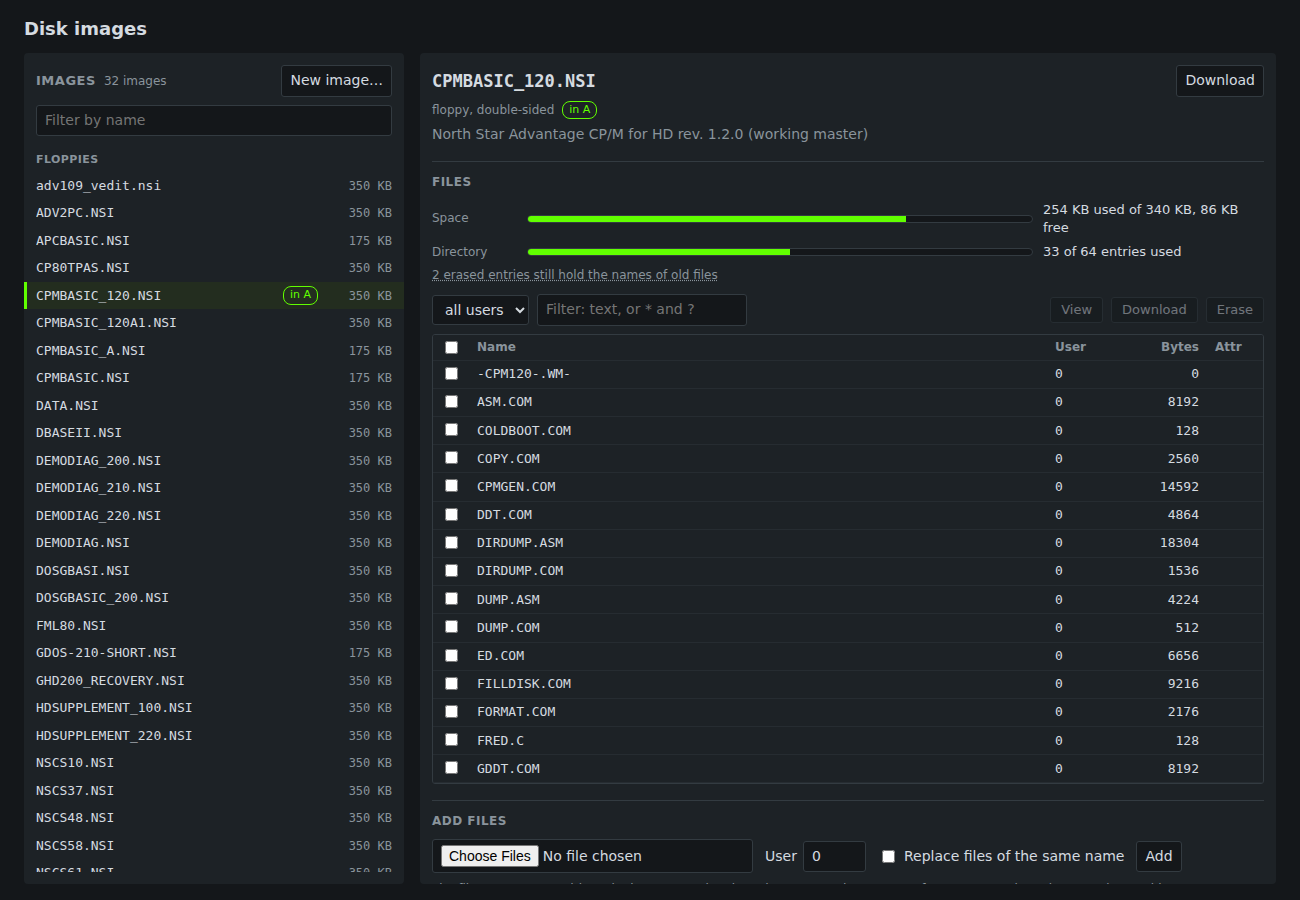 Disk images
IMAGES 32 images
New image...
Filter by name
FLOPPIES
adv109_vedit.nsi 350 KB
ADV2PC.NSI 350 KB
APCBASIC.NSI 175 KB
CP80TPAS.NSI 350 KB
CPMBASIC_120.NSI in A 350 KB
CPMBASIC_120A1.NSI 350 KB
CPMBASIC_A.NSI 175 KB
CPMBASIC.NSI 175 KB
DATA.NSI 350 KB
DBASEII.NSI 350 KB
DEMODIAG_200.NSI 350 KB
DEMODIAG_210.NSI 350 KB
DEMODIAG_220.NSI 350 KB
DEMODIAG.NSI 350 KB
DOSGBASI.NSI 350 KB
DOSGBASIC_200.NSI 350 KB
FML80.NSI 350 KB
GDOS-210-SHORT.NSI 175 KB
GHD200_RECOVERY.NSI 350 KB
HDSUPPLEMENT_100.NSI 350 KB
HDSUPPLEMENT_220.NSI 350 KB
NSCS10.NSI 350 KB
NSCS37.NSI 350 KB
NSCS48.NSI 350 KB
NSCS58.NSI 350 KB
NSCS61.NSI 350 KB
CPMBASIC_120.NSI
Download
floppy, double-sided in A
North Star Advantage CP/M for HD rev. 1.2.0 (working master)
FILES
Space 254 KB used of 340 KB, 86 KB
free
Directory 33 of 64 entries used
2 erased entries still hold the names of old files
all users Filter: text, or * and ? View Download Erase
Name User Bytes Attr
-CPM120-.WM- 0 0
ASM.COM 0 8192
COLDBOOT.COM 0 128
COPY.COM 0 2560
CPMGEN.COM 0 14592
DDT.COM 0 4864
DIRDUMP.ASM 0 18304
DIRDUMP.COM 0 1536
DUMP.ASM 0 4224
DUMP.COM 0 512
ED.COM 0 6656
FILLDISK.COM 0 9216
FORMAT.COM 0 2176
FRED.C 0 128
GDDT.COM 0 8192
ADD FILES
Choose Files No file chosen User 0 Replace files of the same name Add